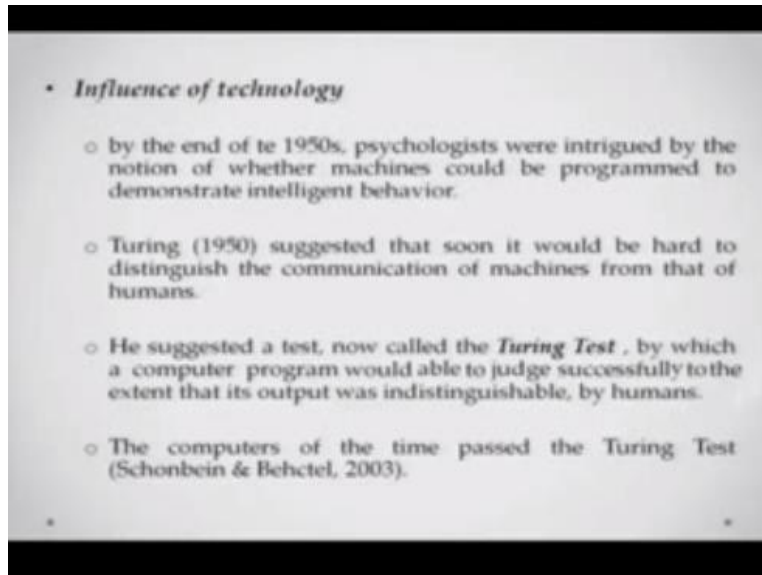 • Influence of technology
○ by the end of te 1950s, psychologists were intrigued by the
notion of whether machines could be programmed to
demonstrate intelligent behavior.
○ Turing (1950) suggested that soon it would be hard to
distinguish the communication of machines from that of
humans.
○ He suggested a test, now called the Turing Test , by which
a computer program would able to judge successfully to the
extent that its output was indistinguishable, by humans.
○ The computers of the time passed the Turing Test
(Schonbein & Behctel, 2003).